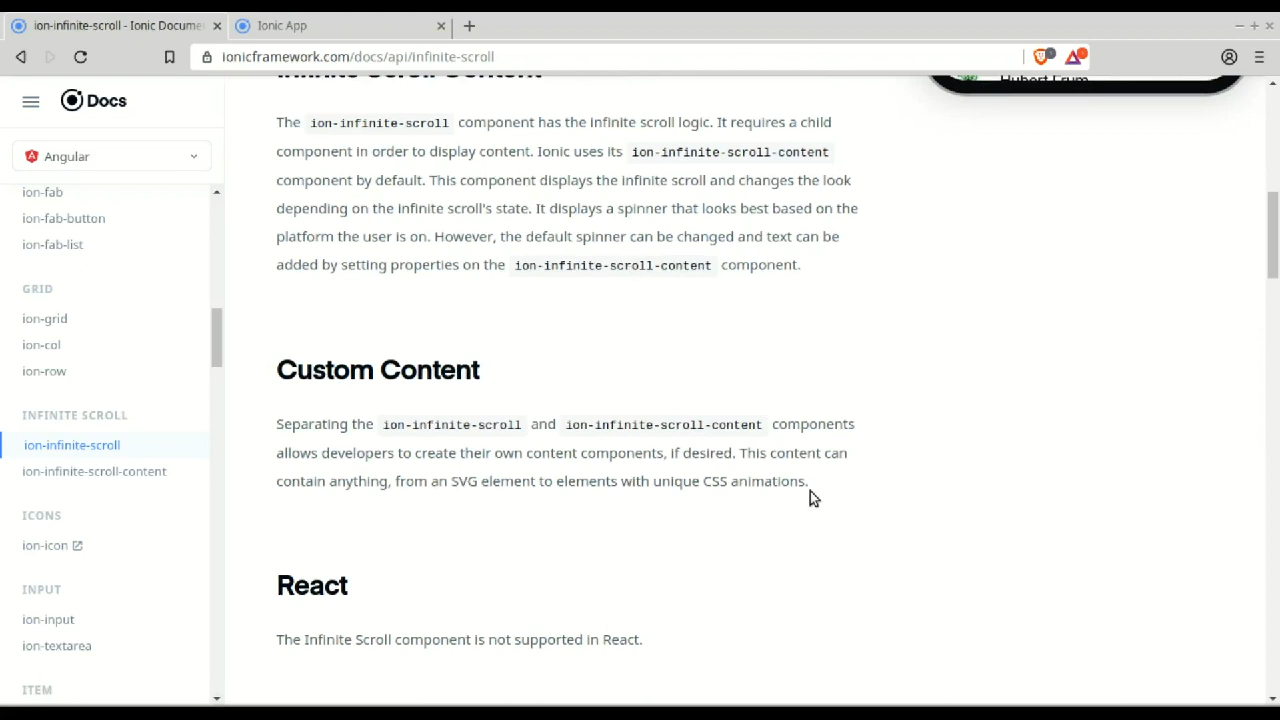 ion-infinite-scroll - Ionic Docume
Ionic App
ionicframework.com/docs/api/infinite-scroll
Docs
Angular
ion-fab
ion-fab-button
ion-fab-list
GRID
ion-grid
ion-col
ion-row
INFINITE SCROLL
ion-infinite-scroll
ion-infinite-scroll-content
ICONS
ion-icon
INPUT
ion-input
ion-textarea
ITEM
Infinite Scroll Content
Hubert Erum
The ion-infinite-scroll component has the infinite scroll logic. It requires a child
component in order to display content. Ionic uses its ion-infinite-scroll-content
component by default. This component displays the infinite scroll and changes the look
depending on the infinite scroll's state. It displays a spinner that looks best based on the
platform the user is on. However, the default spinner can be changed and text can be
added by setting properties on the ion-infinite-scroll-content component.
Custom Content
Separating the ion-infinite-scroll and ion-infinite-scroll-content components
allows developers to create their own content components, if desired. This content can
contain anything, from an SVG element to elements with unique CSS animations.
React
The Infinite Scroll component is not supported in React.